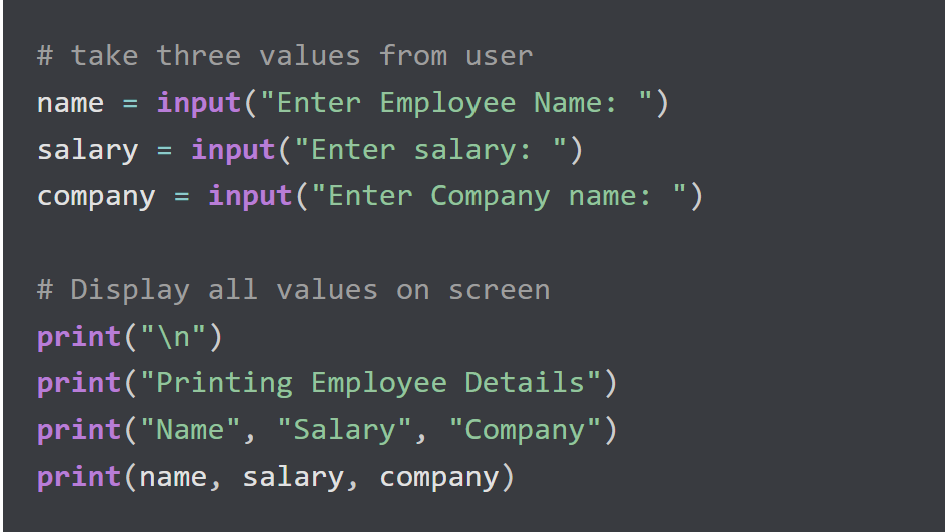 # take three values from user
name = input("Enter Employee Name: ")
salary = input("Enter salary: ")
company = input("Enter Company name: ")
# Display all values on screen
print("\n")
print("Printing Employee Details")
print("Name", "Salary", "Company")
print(name, salary, company)